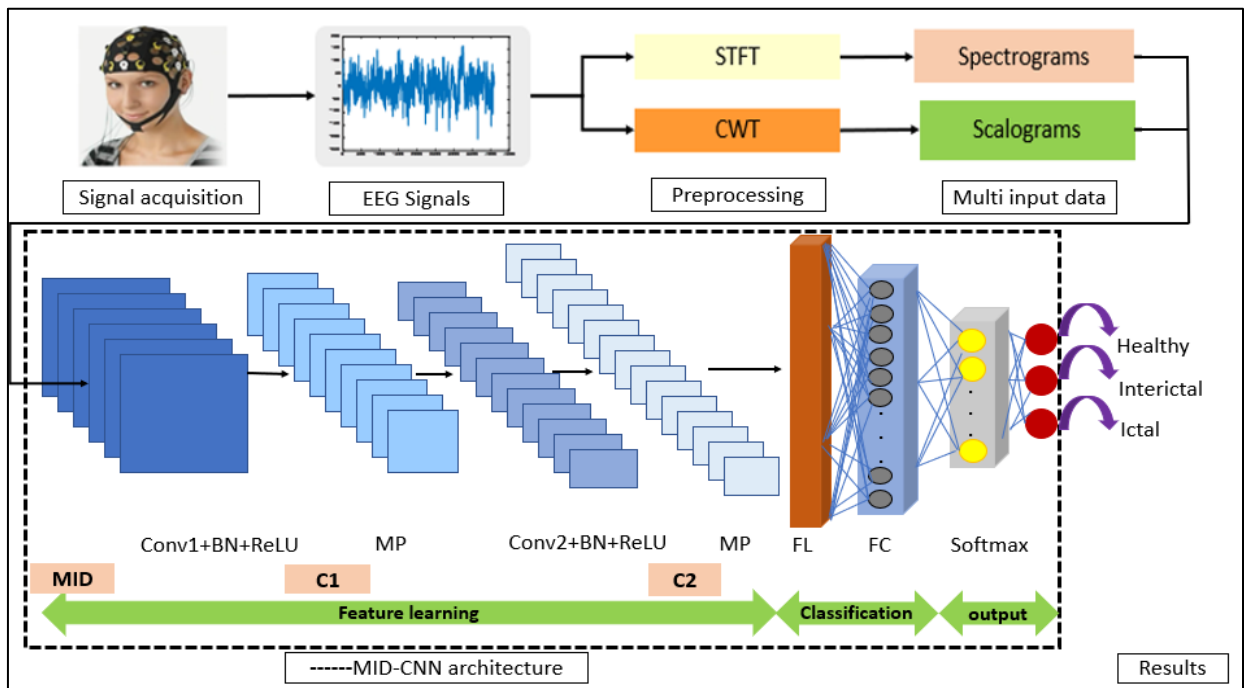 STFT
Spectrograms
CWT
Scalograms
Signal acquisition
EEG Signals
Preprocessing
Multi input data
Healthy
Interictal
Ictal
Conv1+BN+ReLU
MP
Conv2+BN+ReLU
MP
FL
FC
Softmax
MID
C1
C2
Feature learning
Classification
output
------MID-CNN architecture
Results